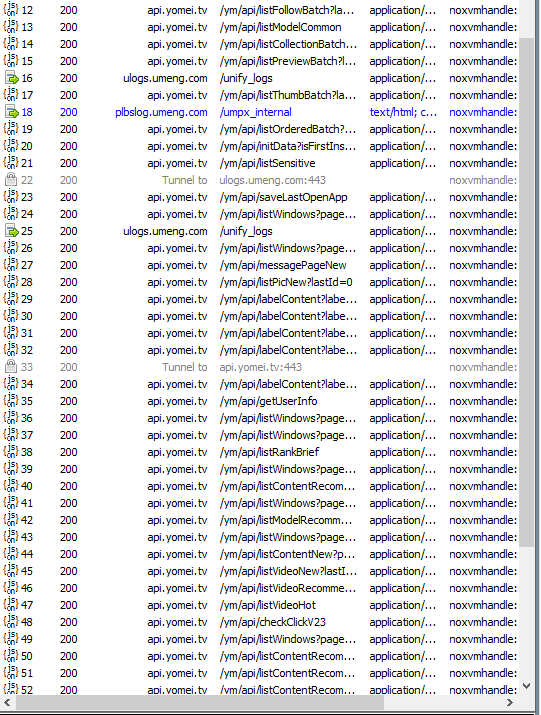 12 200 api.yomei.tv /ym/api/listFollowBatch?la... application/... noxvmhandle:
13 200 api.yomei.tv /ym/api/listModelCommon application/... noxvmhandle:
14 200 api.yomei.tv /ym/api/listCollectionBatch... application/... noxvmhandle:
15 200 api.yomei.tv /ym/api/listPreviewBatch?l... application/... noxvmhandle:
16 200 ulogs.umeng.com /unify_logs noxvmhandle:
17 200 api.yomei.tv /ym/api/listThumbBatch?la... application/... noxvmhandle:
18 200 plbslog.umeng.com /umpx_internal text/html; c... noxvmhandle:
19 200 api.yomei.tv /ym/api/listOrderedBatch?... application/... noxvmhandle:
20 200 api.yomei.tv /ym/api/initData?isFirstIns... application/... noxvmhandle:
21 200 api.yomei.tv /ym/api/listSensitive application/... noxvmhandle:
22 200 Tunnel to ulogs.umeng.com:443 noxvmhandle:
23 200 api.yomei.tv /ym/api/saveLastOpenApp application/... noxvmhandle:
24 200 api.yomei.tv /ym/api/listWindows?page... application/... noxvmhandle:
25 200 ulogs.umeng.com /unify_logs noxvmhandle:
26 200 api.yomei.tv /ym/api/listWindows?page... application/... noxvmhandle:
27 200 api.yomei.tv /ym/api/messagePageNew application/... noxvmhandle:
28 200 api.yomei.tv /ym/api/listPicNew?lastId=0 application/... noxvmhandle:
29 200 api.yomei.tv /ym/api/labelContent?labe... application/... noxvmhandle:
30 200 api.yomei.tv /ym/api/labelContent?labe... application/... noxvmhandle:
31 200 api.yomei.tv /ym/api/labelContent?labe... application/... noxvmhandle:
32 200 api.yomei.tv /ym/api/labelContent?labe... application/... noxvmhandle:
33 200 Tunnel to api.yomei.tv:443 noxvmhandle:
34 200 api.yomei.tv /ym/api/labelContent?labe... application/... noxvmhandle:
35 200 api.yomei.tv /ym/api/getUserInfo application/... noxvmhandle:
36 200 api.yomei.tv /ym/api/listWindows?page... application/... noxvmhandle:
37 200 api.yomei.tv /ym/api/listWindows?page... application/... noxvmhandle:
38 200 api.yomei.tv /ym/api/listRankBrief application/... noxvmhandle:
39 200 api.yomei.tv /ym/api/listWindows?page... application/... noxvmhandle:
40 200 api.yomei.tv /ym/api/listContentRecom... application/... noxvmhandle:
41 200 api.yomei.tv /ym/api/listWindows?page... application/... noxvmhandle:
42 200 api.yomei.tv /ym/api/listModelRecomm... application/... noxvmhandle:
43 200 api.yomei.tv /ym/api/listWindows?page... application/... noxvmhandle:
44 200 api.yomei.tv /ym/api/listContentNew?p... application/... noxvmhandle:
45 200 api.yomei.tv /ym/api/listVideoNew?lastI... application/... noxvmhandle:
46 200 api.yomei.tv /ym/api/listVideoRecomme... application/... noxvmhandle:
47 200 api.yomei.tv /ym/api/listVideoHot application/... noxvmhandle:
48 200 api.yomei.tv /ym/api/checkClickV23 application/... noxvmhandle:
49 200 api.yomei.tv /ym/api/listWindows?page... application/... noxvmhandle:
50 200 api.yomei.tv /ym/api/listContentRecom... application/... noxvmhandle:
51 200 api.yomei.tv /ym/api/listContentRecom... application/... noxvmhandle:
52 200 api.yomei.tv /ym/api/listContentRecom... application/... noxvmhandle: